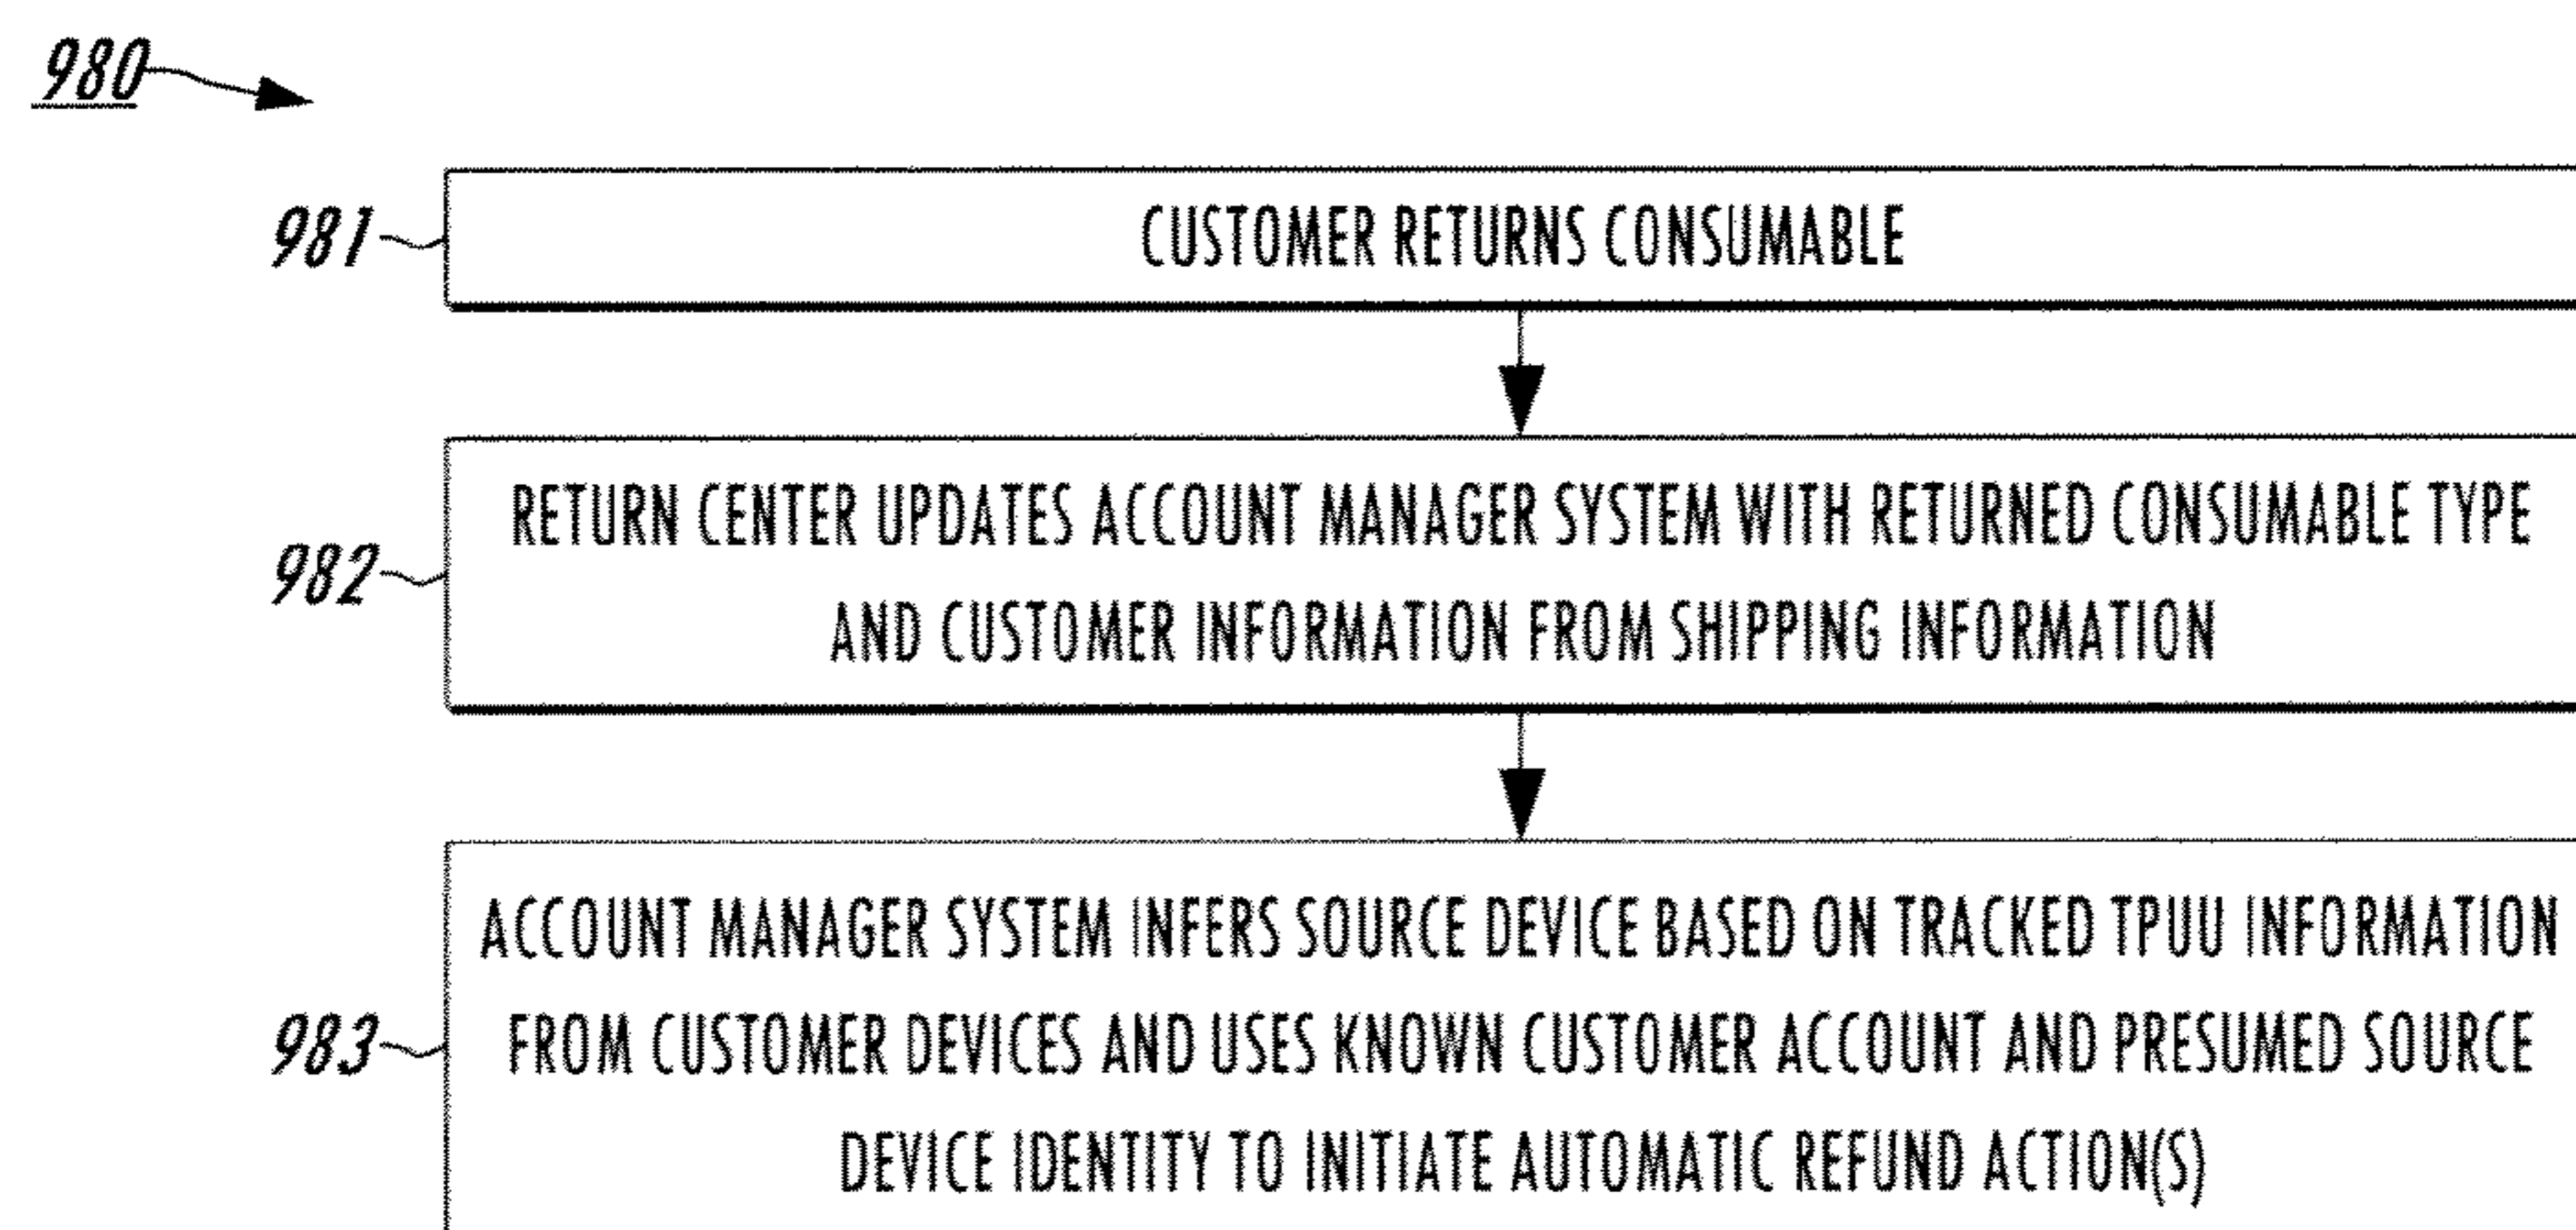 980
981
CUSTOMER RETURNS CONSUMABLE
982
RETURN CENTER UPDATES ACCOUNT MANAGER SYSTEM WITH RETURNED CONSUMABLE TYPE
AND CUSTOMER INFORMATION FROM SHIPPING INFORMATION
983
ACCOUNT MANAGER SYSTEM INFERS SOURCE DEVICE BASED ON TRACKED TPUU INFORMATION
FROM CUSTOMER DEVICES AND USES KNOWN CUSTOMER ACCOUNT AND PRESUMED SOURCE
DEVICE IDENTITY TO INITIATE AUTOMATIC REFUND ACTION(S)